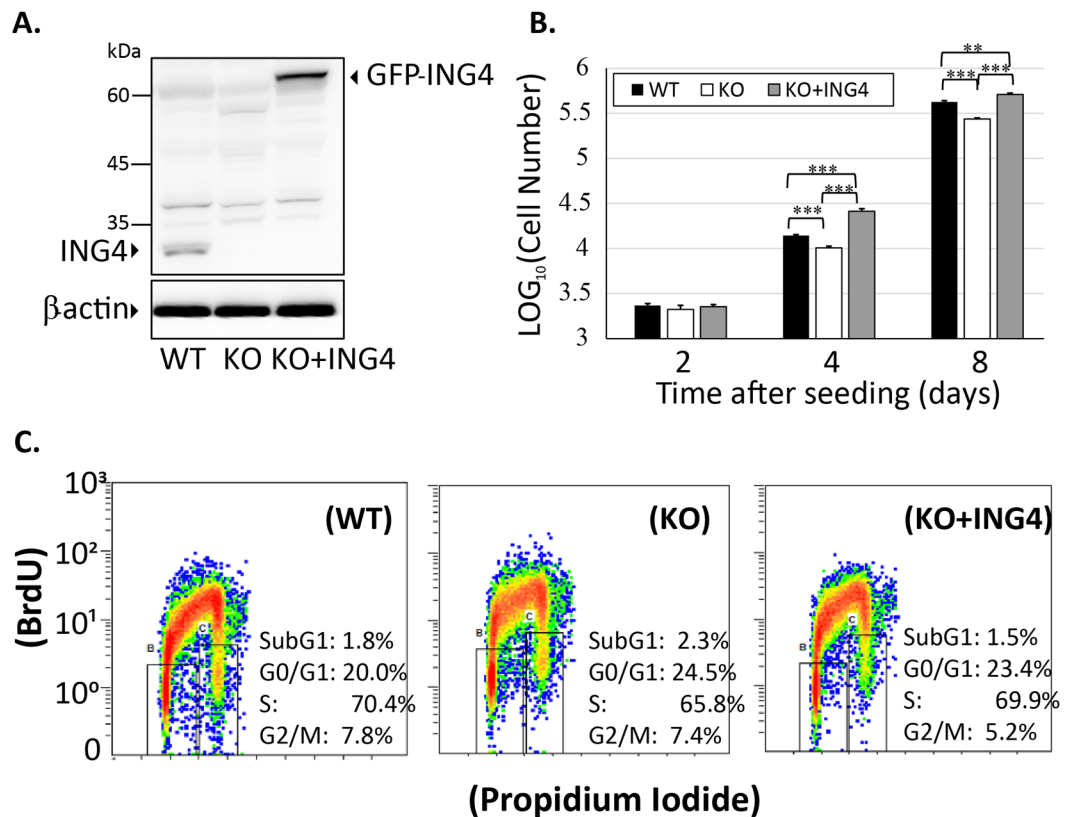 A.
kDa
60
45
35
GFP-ING4
ING4
βactin
WT KO KO+ING4
B.
LOG10(Cell Number)
6
5.5
5
4.5
4
3.5
3
WT KO KO+ING4
*** *** ***
*** *** **
2 4 8
Time after seeding (days)
C.
(BrdU)
10³
10²
10¹
10⁰
0
(WT)
B
C
SubG1: 1.8%
G0/G1: 20.0%
S: 70.4%
G2/M: 7.8%
(KO)
B
C
SubG1: 2.3%
G0/G1: 24.5%
S: 65.8%
G2/M: 7.4%
(KO+ING4)
B
C
SubG1: 1.5%
G0/G1: 23.4%
S: 69.9%
G2/M: 5.2%
(Propidium Iodide)